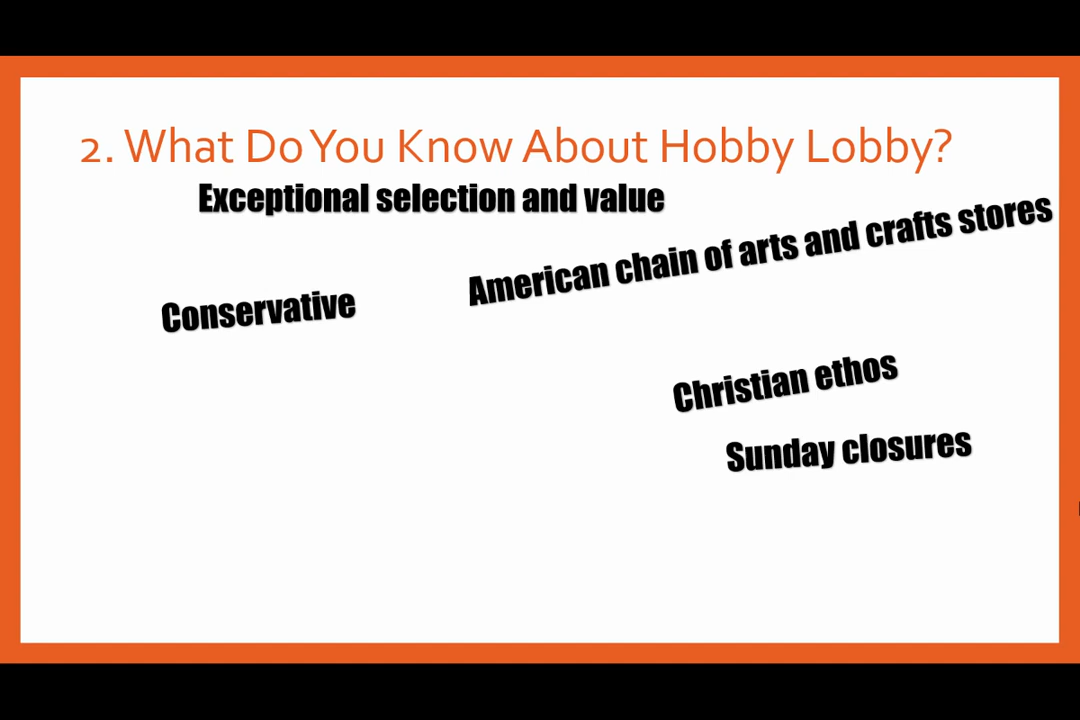 2. What Do You Know About Hobby Lobby?
Exceptional selection and value
American chain of arts and crafts stores
Conservative
Christian ethos
Sunday closures